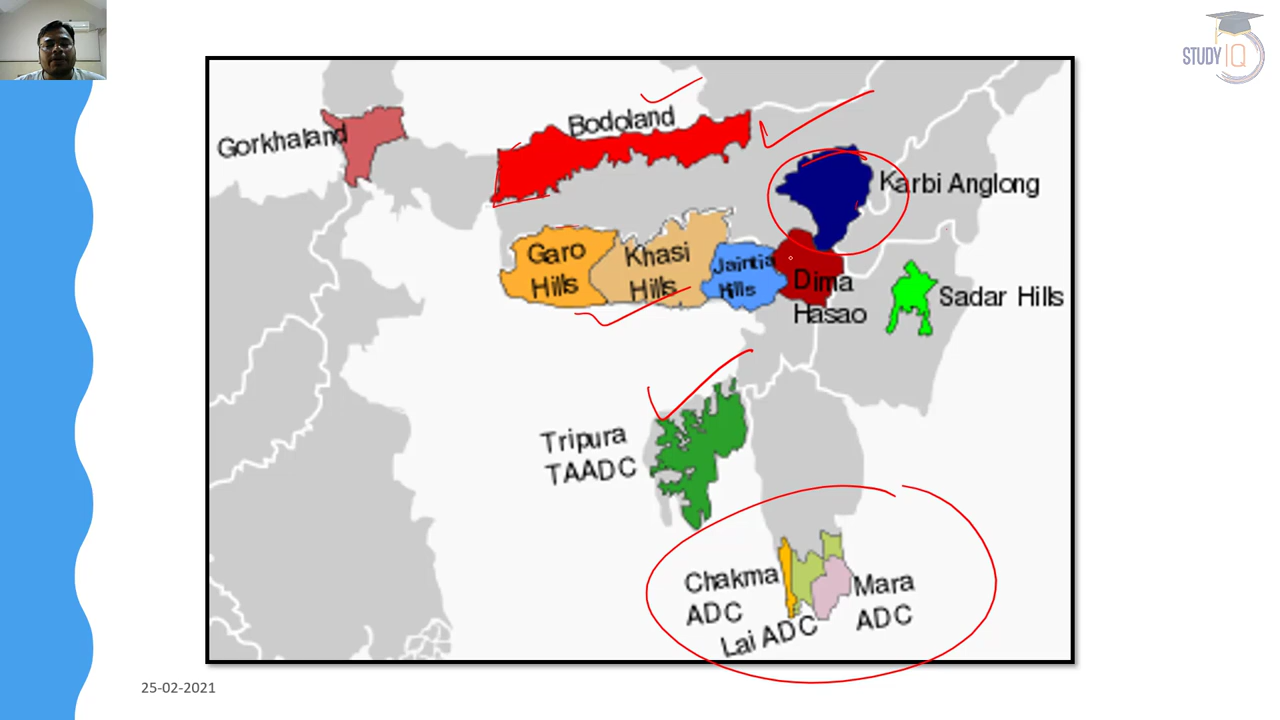 STUDY IQ
Bodoland
Gorkhaland
Karbi Anglong
Garo
Hills
Khasi
Hills
Jaintia
Hills
Dima
Hasao
Sadar Hills
Tripura
TAADC
Chakma
ADC
Lai ADC
Mara
ADC
25-02-2021